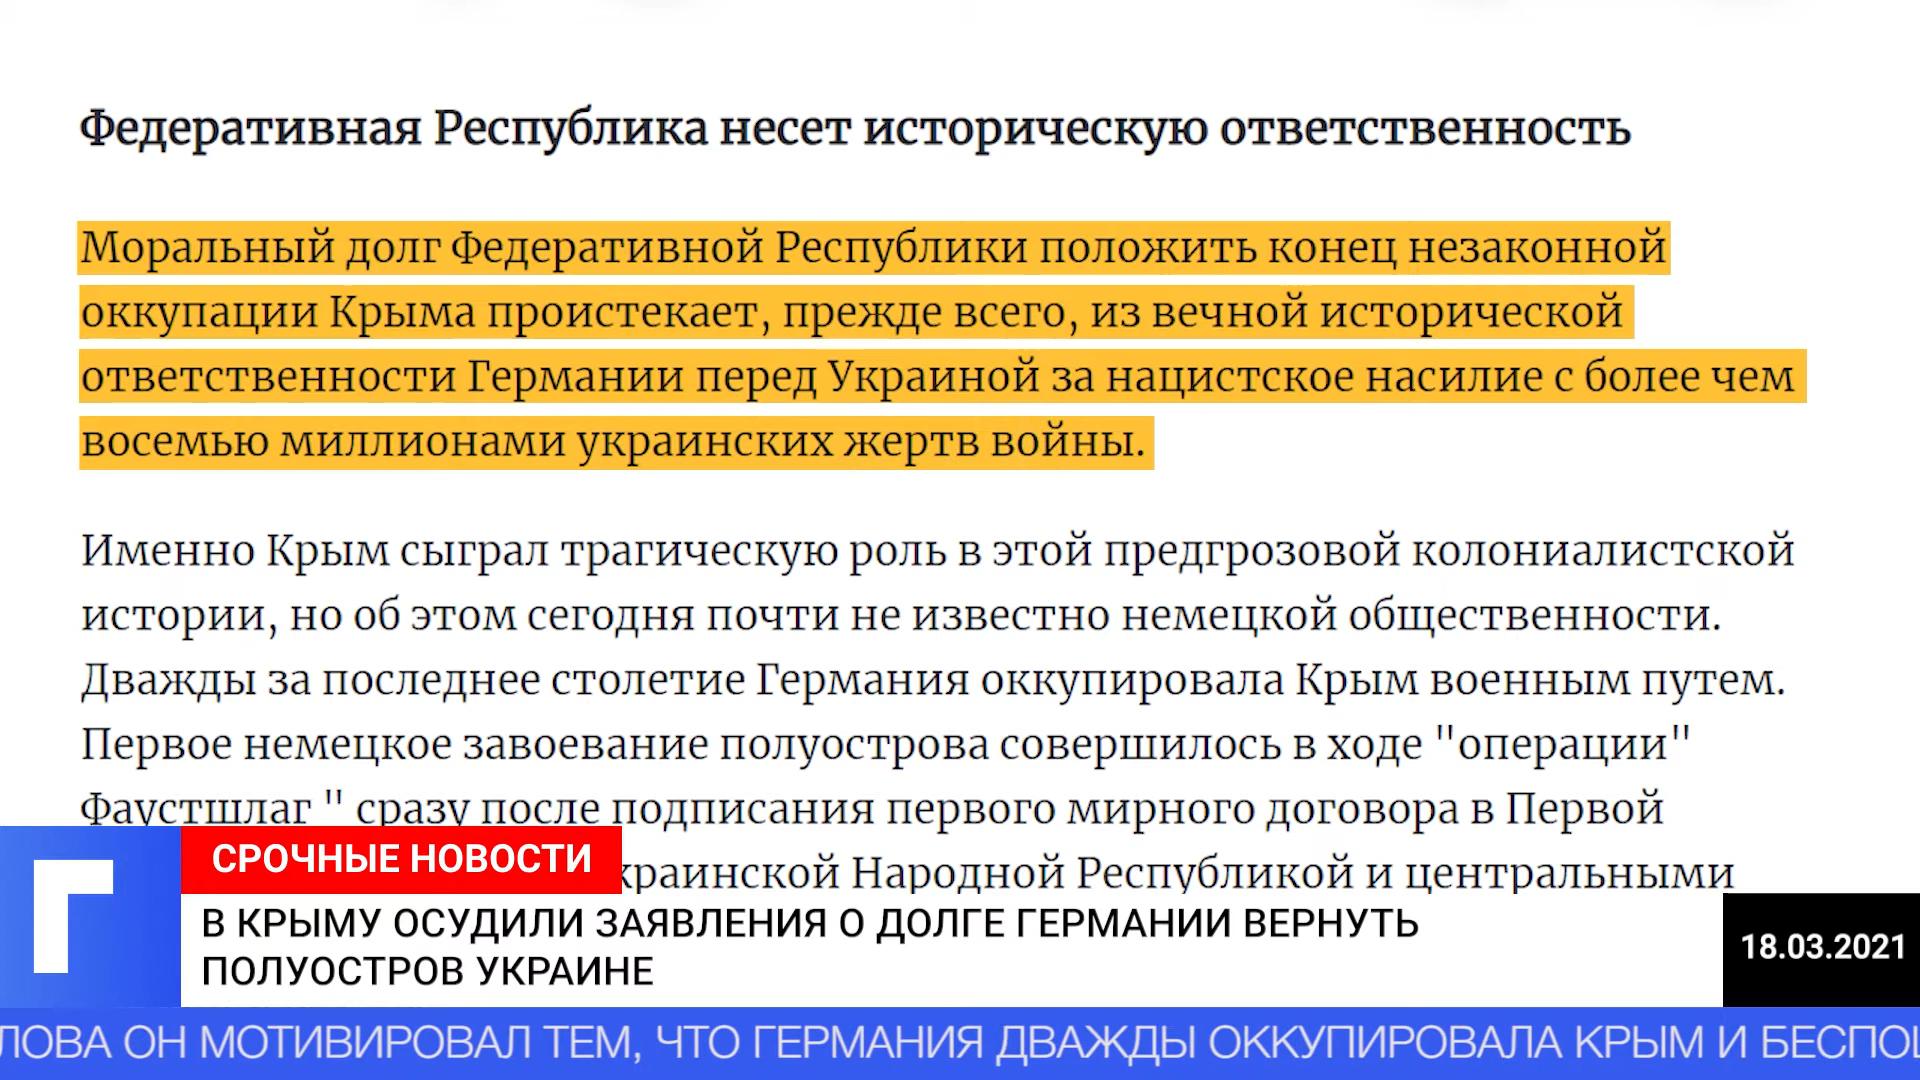 Федеративная Республика несет историческую ответственность
Моральный долг Федеративной Республики положить конец незаконной
оккупации Крыма проистекает, прежде всего, из вечной исторической
ответственности Германии перед Украиной за нацистское насилие с более чем
восемью миллионами украинских жертв войны.
Именно Крым сыграл трагическую роль в этой предгрозовой колониалистской
истории, но об этом сегодня почти не известно немецкой общественности.
Дважды за последнее столетие Германия оккупировала Крым военным путем.
Первое немецкое завоевание полуострова совершилось в ходе "операции"
Фаустшлаг " сразу после подписания первого мирного договора в Первой
краинской Народной Республикой и центральными
Г
СРОЧНЫЕ НОВОСТИ
В КРЫМУ ОСУДИЛИ ЗАЯВЛЕНИЯ О ДОЛГЕ ГЕРМАНИИ ВЕРНУТЬ
ПОЛУОСТРОВ УКРАИНЕ
18.03.2021
ЛОВА ОН МОТИВИРОВАЛ ТЕМ, ЧТО ГЕРМАНИЯ ДВАЖДЫ ОККУПИРОВАЛА КРЫМ И